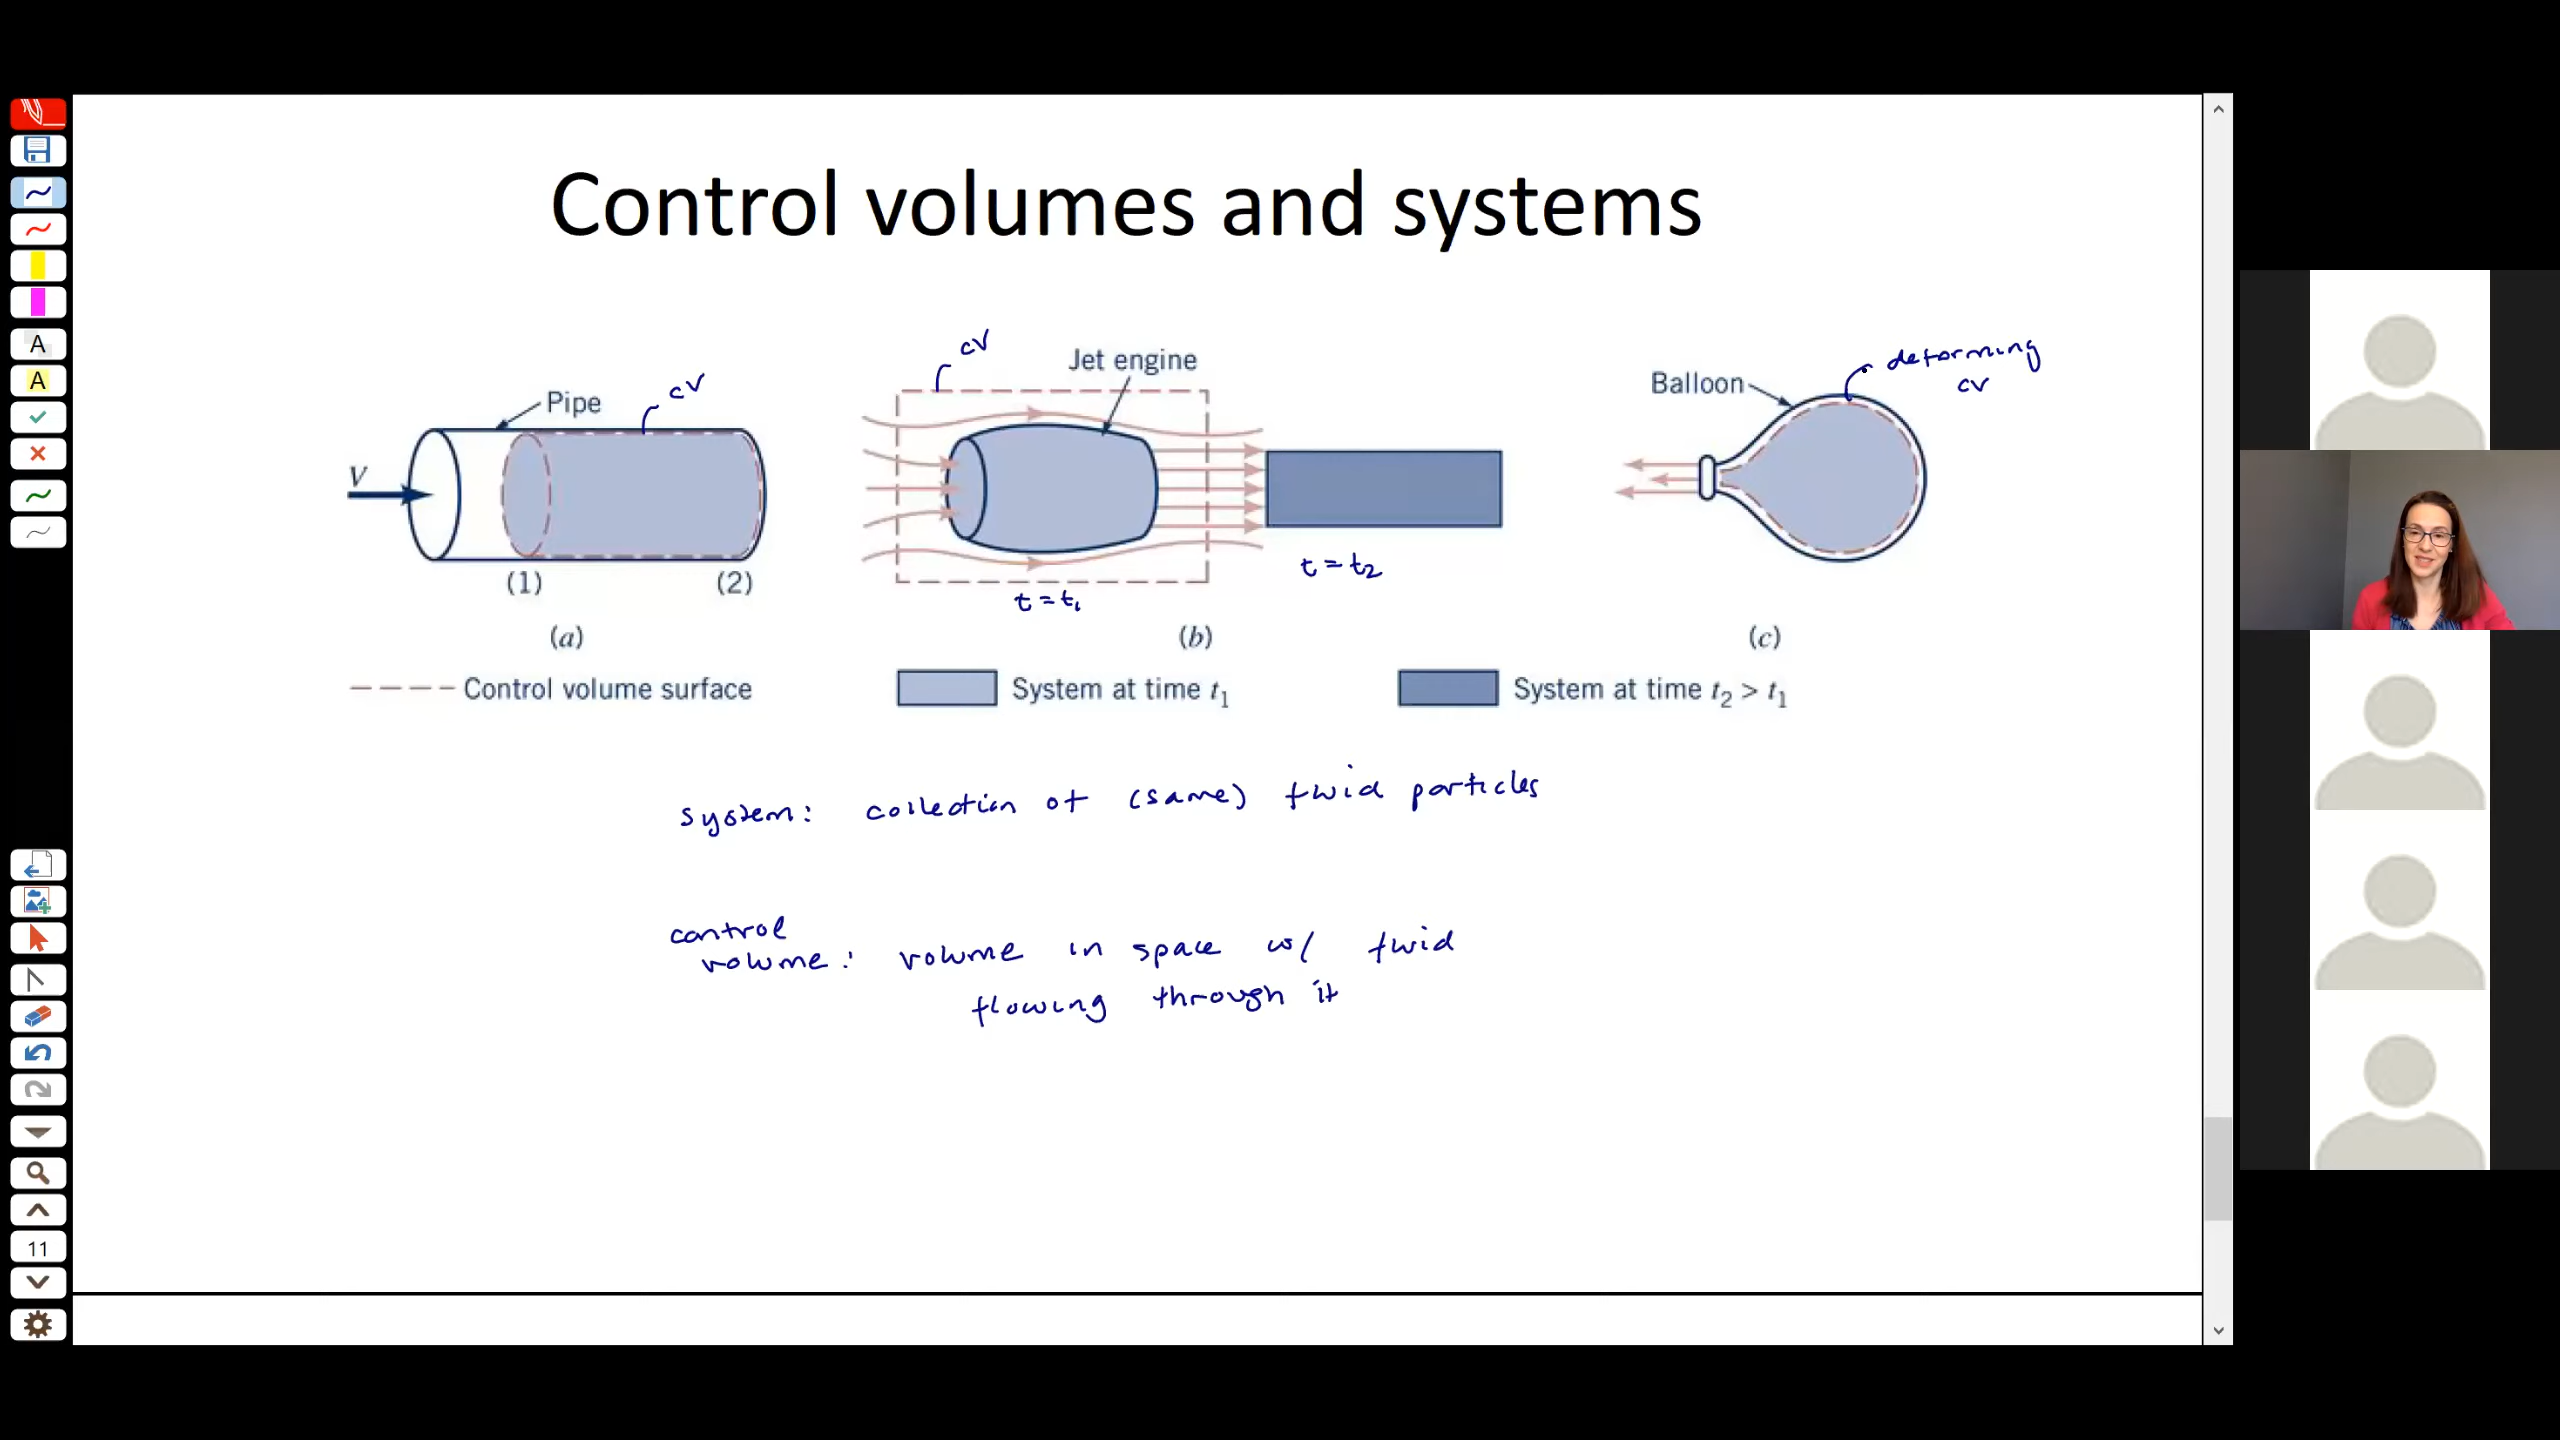 Control volumes and systems
cv
Jet engine
deforming
cv
Balloon
cv
Pipe
V
(1)
(2)
t = t2
t = t1
(a)
(b)
(c)
Control volume surface
System at time t1
System at time t2 > t1
system: collection of (same) fluid particles
control
volume: volume in space w/ fluid
flowing through it
A
A
11